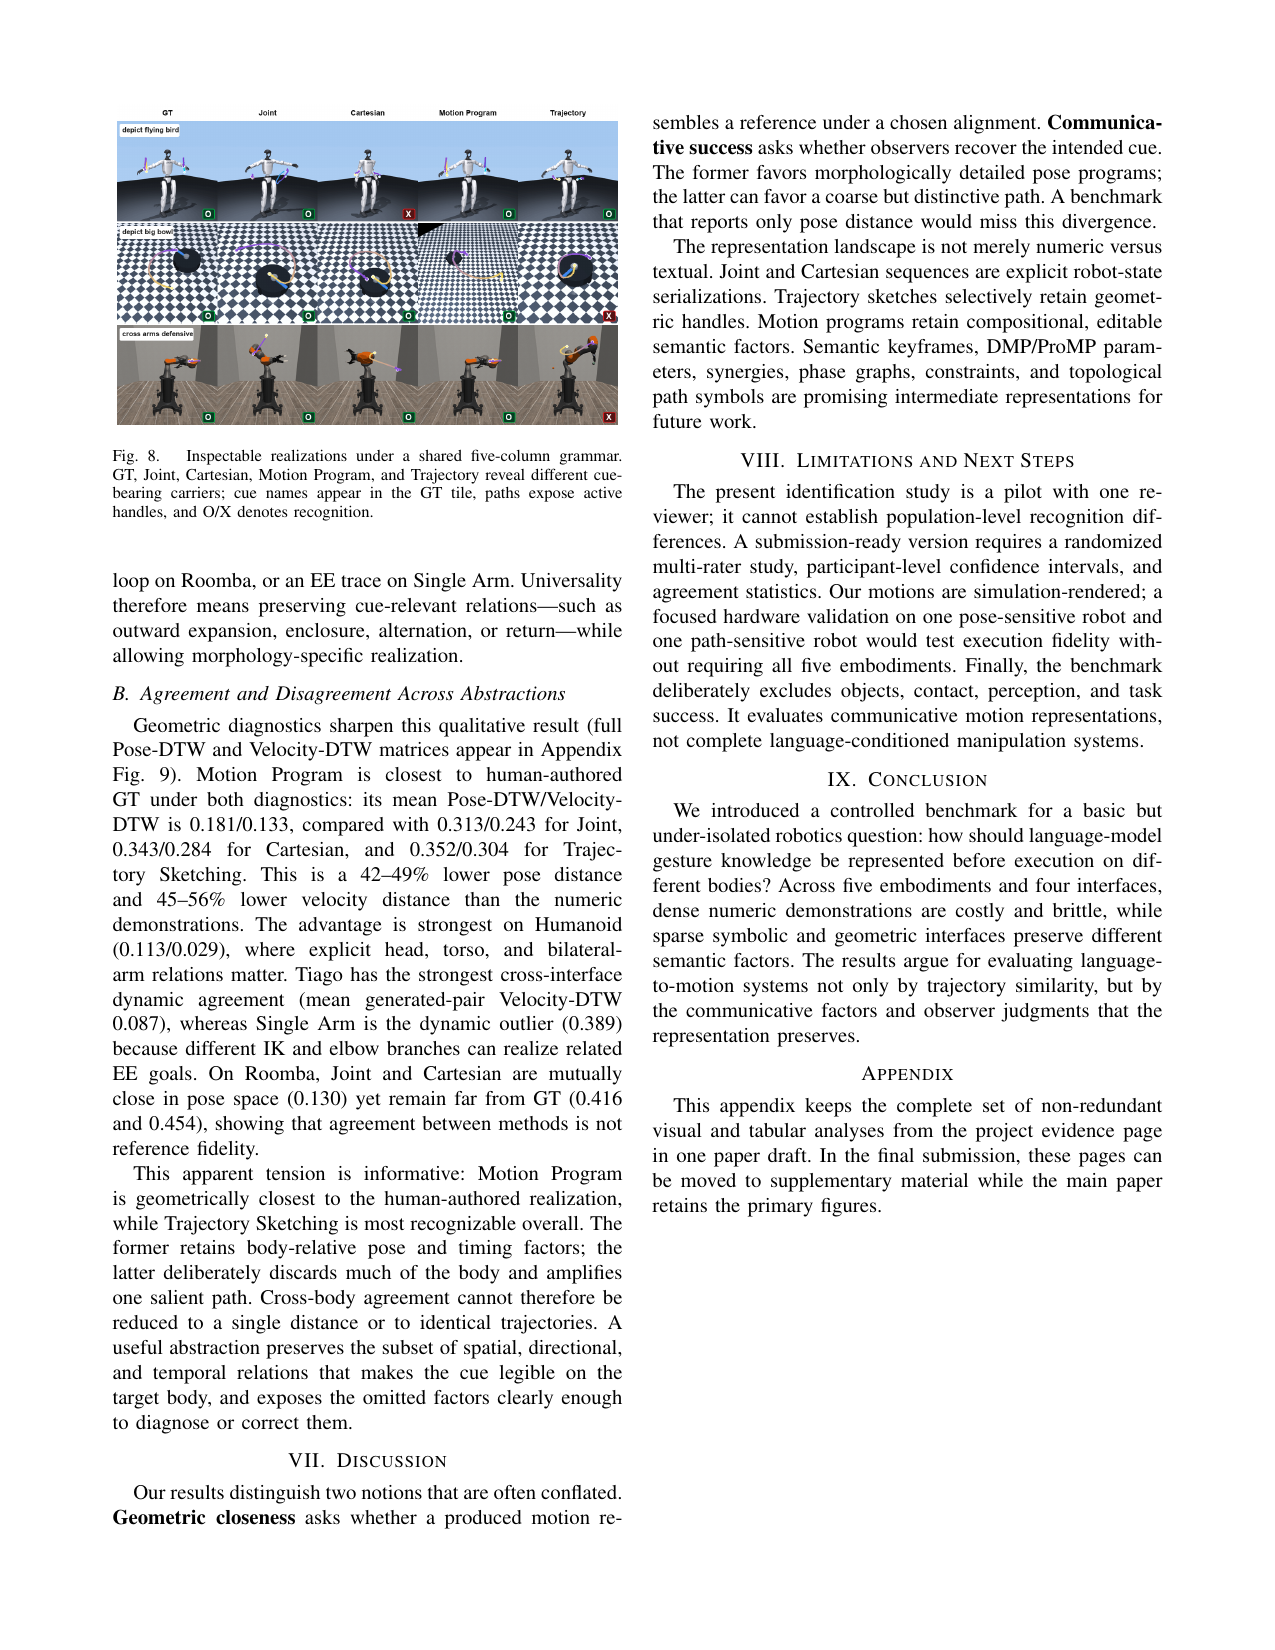 GT Joint Cartesian Motion Program Trajectory
depict flying bird
O O X O O
depict big bowl
O O O O X
cross arms defensive
O O O O X
Fig. 8. Inspectable realizations under a shared five-column grammar.
GT, Joint, Cartesian, Motion Program, and Trajectory reveal different cue-
bearing carriers; cue names appear in the GT tile, paths expose active
handles, and O/X denotes recognition.
loop on Roomba, or an EE trace on Single Arm. Universality
therefore means preserving cue-relevant relations—such as
outward expansion, enclosure, alternation, or return—while
allowing morphology-specific realization.
B. Agreement and Disagreement Across Abstractions
Geometric diagnostics sharpen this qualitative result (full
Pose-DTW and Velocity-DTW matrices appear in Appendix
Fig. 9). Motion Program is closest to human-authored
GT under both diagnostics: its mean Pose-DTW/Velocity-
DTW is 0.181/0.133, compared with 0.313/0.243 for Joint,
0.343/0.284 for Cartesian, and 0.352/0.304 for Trajec-
tory Sketching. This is a 42–49% lower pose distance
and 45–56% lower velocity distance than the numeric
demonstrations. The advantage is strongest on Humanoid
(0.113/0.029), where explicit head, torso, and bilateral-
arm relations matter. Tiago has the strongest cross-interface
dynamic agreement (mean generated-pair Velocity-DTW
0.087), whereas Single Arm is the dynamic outlier (0.389)
because different IK and elbow branches can realize related
EE goals. On Roomba, Joint and Cartesian are mutually
close in pose space (0.130) yet remain far from GT (0.416
and 0.454), showing that agreement between methods is not
reference fidelity.
This apparent tension is informative: Motion Program
is geometrically closest to the human-authored realization,
while Trajectory Sketching is most recognizable overall. The
former retains body-relative pose and timing factors; the
latter deliberately discards much of the body and amplifies
one salient path. Cross-body agreement cannot therefore be
reduced to a single distance or to identical trajectories. A
useful abstraction preserves the subset of spatial, directional,
and temporal relations that makes the cue legible on the
target body, and exposes the omitted factors clearly enough
to diagnose or correct them.
VII. DISCUSSION
Our results distinguish two notions that are often conflated.
Geometric closeness asks whether a produced motion re-
sembles a reference under a chosen alignment. Communica-
tive success asks whether observers recover the intended cue.
The former favors morphologically detailed pose programs;
the latter can favor a coarse but distinctive path. A benchmark
that reports only pose distance would miss this divergence.
The representation landscape is not merely numeric versus
textual. Joint and Cartesian sequences are explicit robot-state
serializations. Trajectory sketches selectively retain geomet-
ric handles. Motion programs retain compositional, editable
semantic factors. Semantic keyframes, DMP/ProMP param-
eters, synergies, phase graphs, constraints, and topological
path symbols are promising intermediate representations for
future work.
VIII. LIMITATIONS AND NEXT STEPS
The present identification study is a pilot with one re-
viewer; it cannot establish population-level recognition dif-
ferences. A submission-ready version requires a randomized
multi-rater study, participant-level confidence intervals, and
agreement statistics. Our motions are simulation-rendered; a
focused hardware validation on one pose-sensitive robot and
one path-sensitive robot would test execution fidelity with-
out requiring all five embodiments. Finally, the benchmark
deliberately excludes objects, contact, perception, and task
success. It evaluates communicative motion representations,
not complete language-conditioned manipulation systems.
IX. CONCLUSION
We introduced a controlled benchmark for a basic but
under-isolated robotics question: how should language-model
gesture knowledge be represented before execution on dif-
ferent bodies? Across five embodiments and four interfaces,
dense numeric demonstrations are costly and brittle, while
sparse symbolic and geometric interfaces preserve different
semantic factors. The results argue for evaluating language-
to-motion systems not only by trajectory similarity, but by
the communicative factors and observer judgments that the
representation preserves.
APPENDIX
This appendix keeps the complete set of non-redundant
visual and tabular analyses from the project evidence page
in one paper draft. In the final submission, these pages can
be moved to supplementary material while the main paper
retains the primary figures.